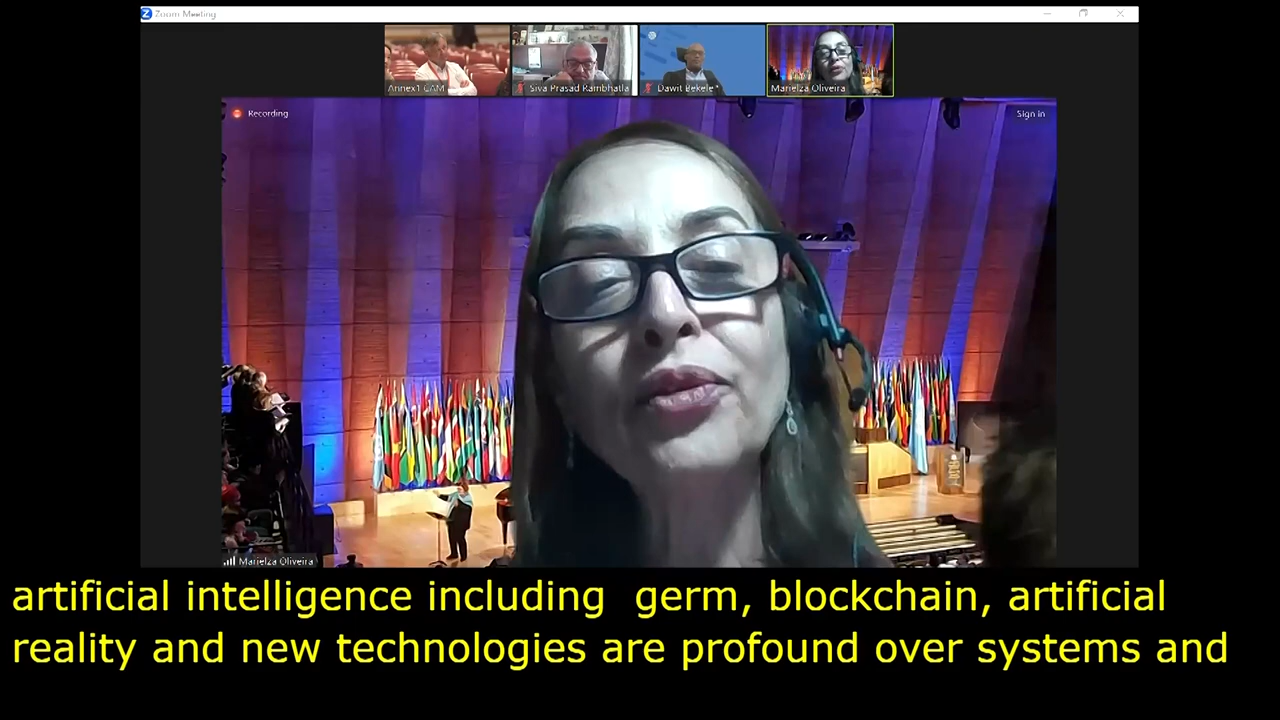 Zoom Meeting
Annex1 CAM
Siva Prasad Rambhatla
Dawit Bekele
Marielza Oliveira
Recording
Sign in
Marielza Oliveira
artificial intelligence including  germ, blockchain, artificial
reality and new technologies are profound over systems and